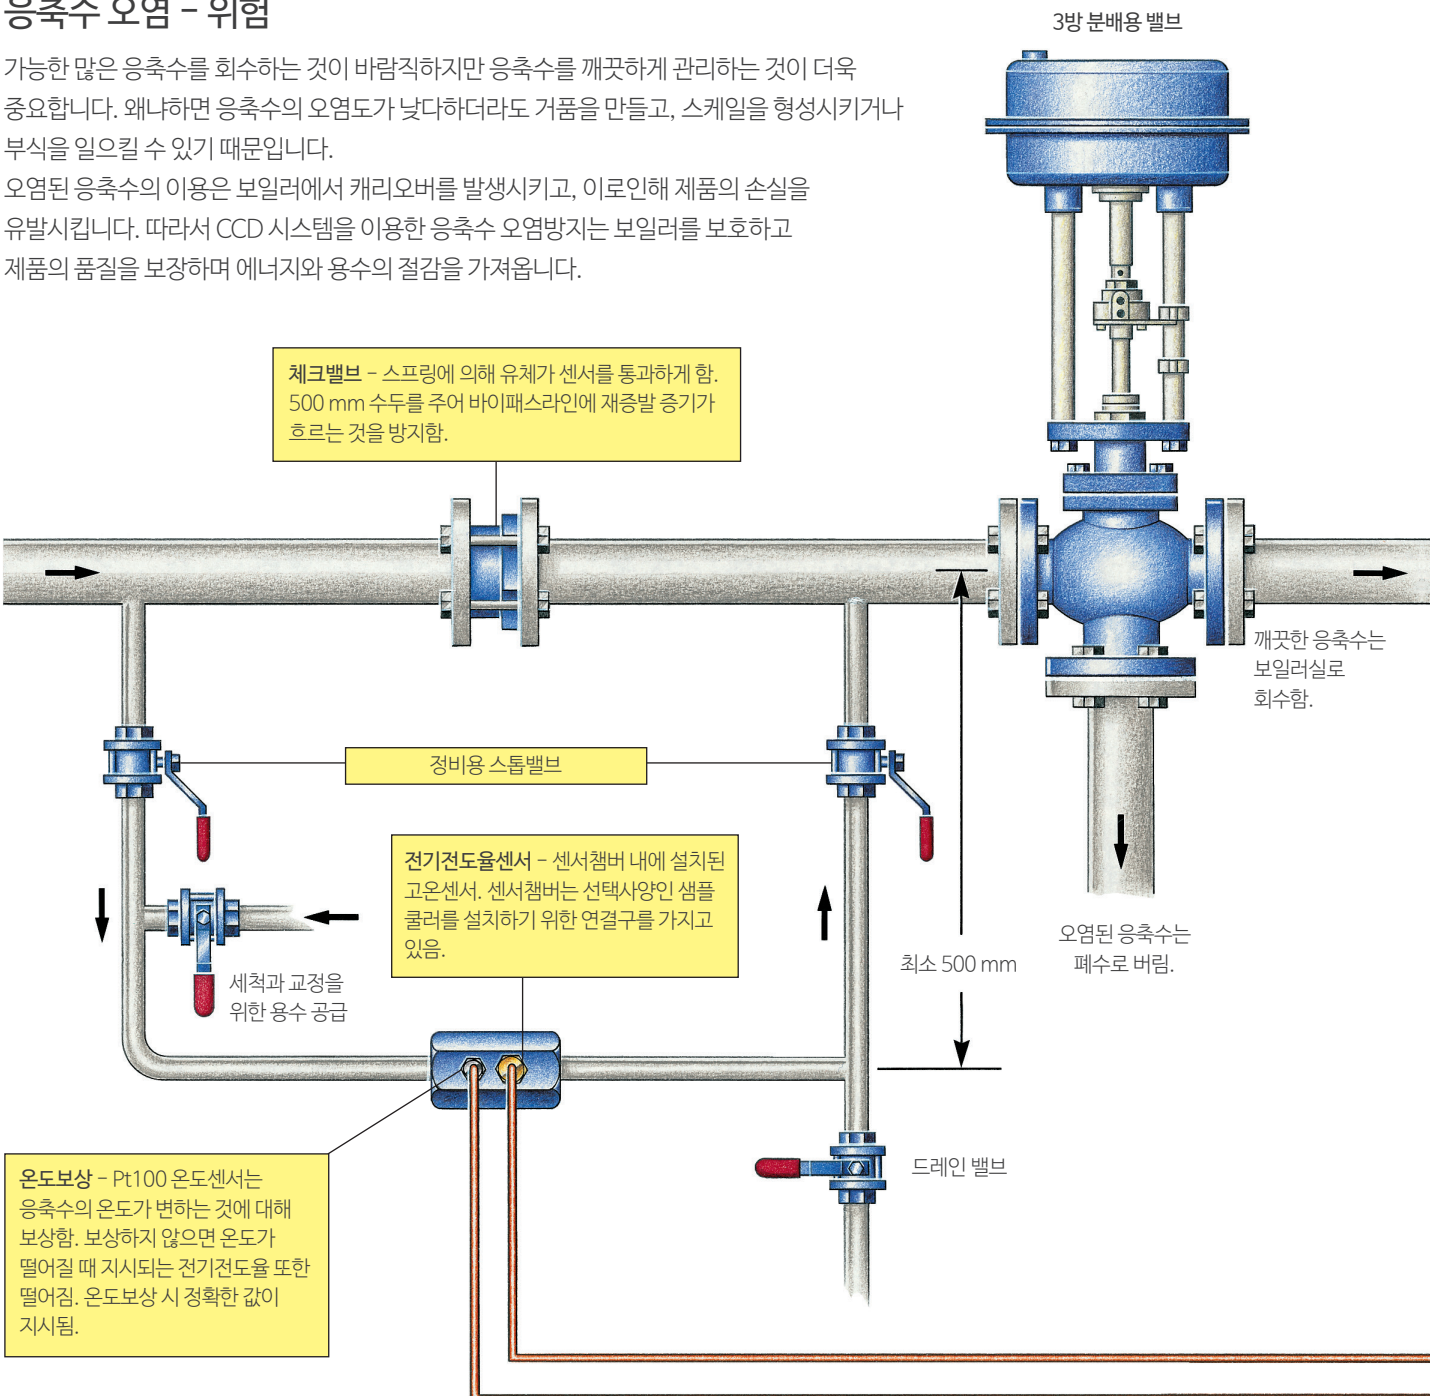 응축수 오염 - 위험
3방 분배용 밸브
가능한 많은 응축수를 회수하는 것이 바람직하지만 응축수를 깨끗하게 관리하는 것이 더욱
중요합니다. 왜냐하면 응축수의 오염도가 낮다하더라도 거품을 만들고, 스케일을 형성시키거나
부식을 일으킬 수 있기 때문입니다.
오염된 응축수의 이용은 보일러에서 캐리오버를 발생시키고, 이로인해 제품의 손실을
유발시킵니다. 따라서 CCD 시스템을 이용한 응축수 오염방지는 보일러를 보호하고
제품의 품질을 보장하며 에너지와 용수의 절감을 가져옵니다.
체크밸브 - 스프링에 의해 유체가 센서를 통과하게 함.
500 mm 수두를 주어 바이패스라인에 재증발 증기가
흐르는 것을 방지함.
깨끗한 응축수는
보일러실로
회수함.
정비용 스톱밸브
전기전도율센서 - 센서챔버 내에 설치된
고온센서. 센서챔버는 선택사양인 샘플
쿨러를 설치하기 위한 연결구를 가지고
있음.
오염된 응축수는
폐수로 버림.
최소 500 mm
세척과 교정을
위한 용수 공급
드레인 밸브
온도보상 - Pt100 온도센서는
응축수의 온도가 변하는 것에 대해
보상함. 보상하지 않으면 온도가
떨어질 때 지시되는 전기전도율 또한
떨어짐. 온도보상 시 정확한 값이
지시됨.